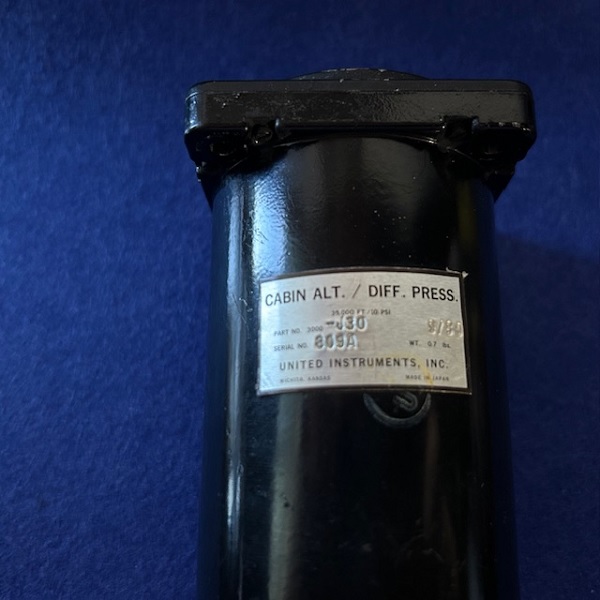 CABIN ALT. / DIFF. PRESS.
35,000 FT./10 PSI
PART NO. 3000 -J30
SERIAL NO. 809A WT. 0.7 lbs.
UNITED INSTRUMENTS, INC.
WICHITA, KANSAS MADE IN JAPAN